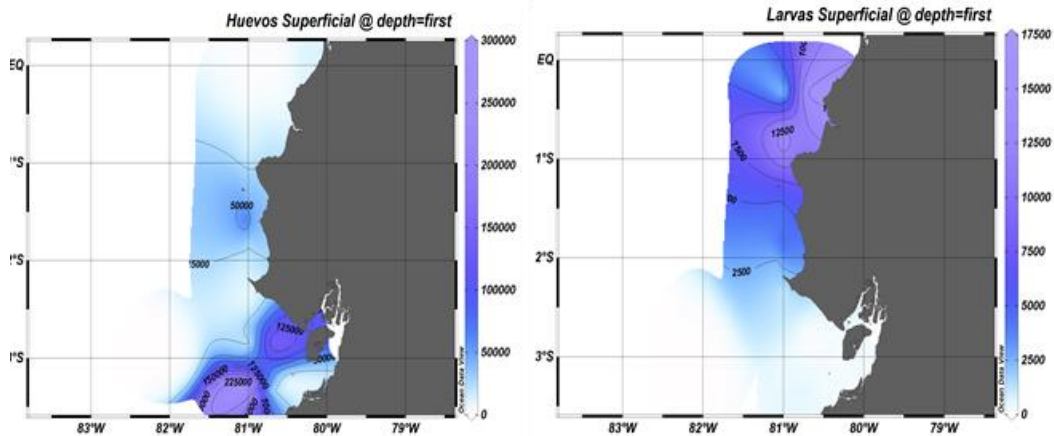 Huevos Superficial @ depth=first
300000
250000
200000
150000
100000
50000
0
EQ
°S
°S
°S
50000
125000
150000
225000
125000
Ocean Data View
83°W
82°W
81°W
80°W
79°W
Larvas Superficial @ depth=first
17500
15000
12500
10000
7500
5000
2500
0
EQ
1°S
2°S
3°S
12500
7500
2500
Ocean Data View
83°W
82°W
81°W
80°W
79°W